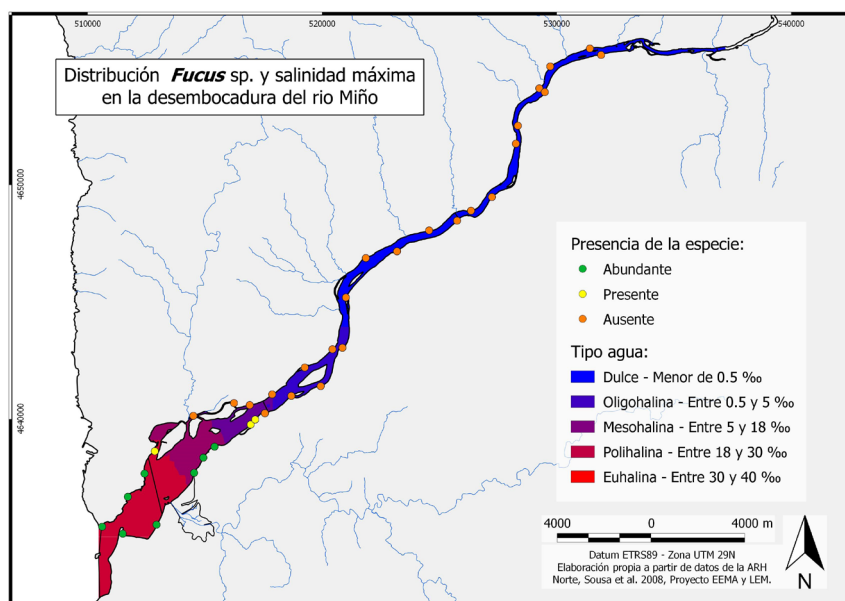 510000
520000
530000
540000
Distribución Fucus sp. y salinidad máxima
en la desembocadura del rio Miño
4650000
4640000
Presencia de la especie:
Abundante
Presente
Ausente
Tipo agua:
Dulce - Menor de 0.5 ‰
Oligohalina - Entre 0.5 y 5 ‰
Mesohalina - Entre 5 y 18 ‰
Polihalina - Entre 18 y 30 ‰
Euhalina - Entre 30 y 40 ‰
4000 0 4000 m
Datum ETRS89 - Zona UTM 29N
Elaboración propia a partir de datos de la ARH
Norte, Sousa et al. 2008, Proyecto EEMA y LEM.
N